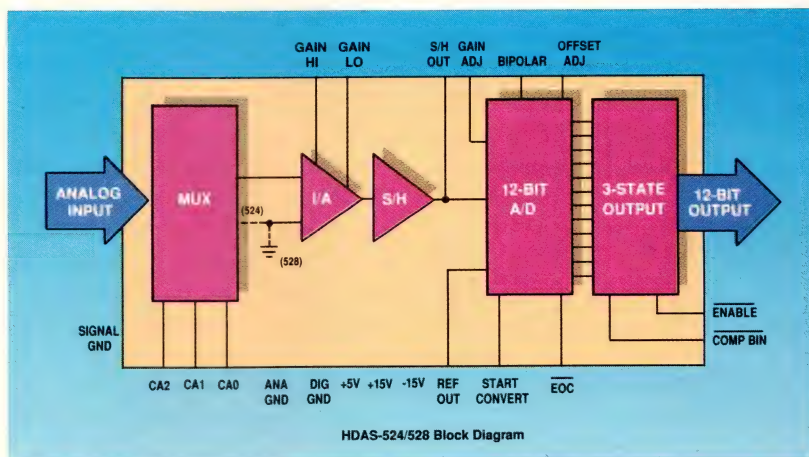 GAIN HI
GAIN LO
S/H OUT
GAIN ADJ
BIPOLAR
OFFSET ADJ
ANALOG INPUT
MUX
(524)
(528)
I/A
S/H
12-BIT A/D
3-STATE OUTPUT
12-BIT OUTPUT
ENABLE
COMP BIN
SIGNAL GND
CA2
CA1
CA0
ANA GND
DIG GND
+5V
+15V
-15V
REF OUT
START CONVERT
EOC
HDAS-524/528 Block Diagram